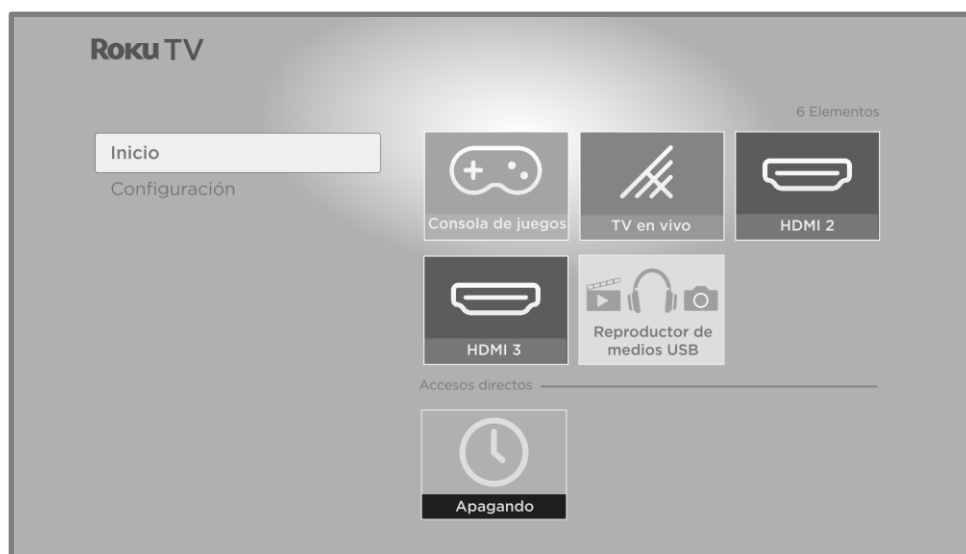 Roku TV
6 Elementos
Inicio
Configuración
Consola de juegos
TV en vivo
HDMI 2
HDMI 3
Reproductor de
medios USB
Accesos directos
Apagando